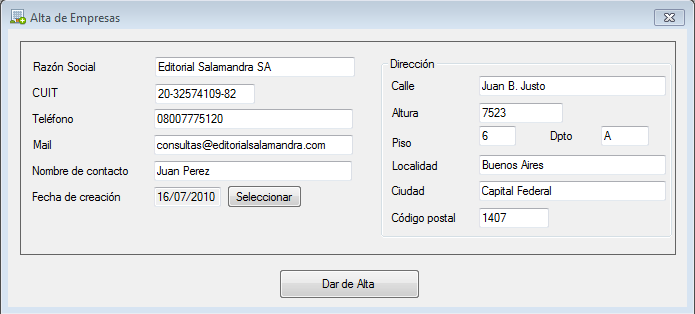 Alta de Empresas
Razón Social Editorial Salamandra SA
CUIT 20-32574109-82
Teléfono 08007775120
Mail consultas@editorialsalamandra.com
Nombre de contacto Juan Perez
Fecha de creación 16/07/2010 Seleccionar
Dirección
Calle Juan B. Justo
Altura 7523
Piso 6 Dpto A
Localidad Buenos Aires
Ciudad Capital Federal
Código postal 1407
Dar de Alta